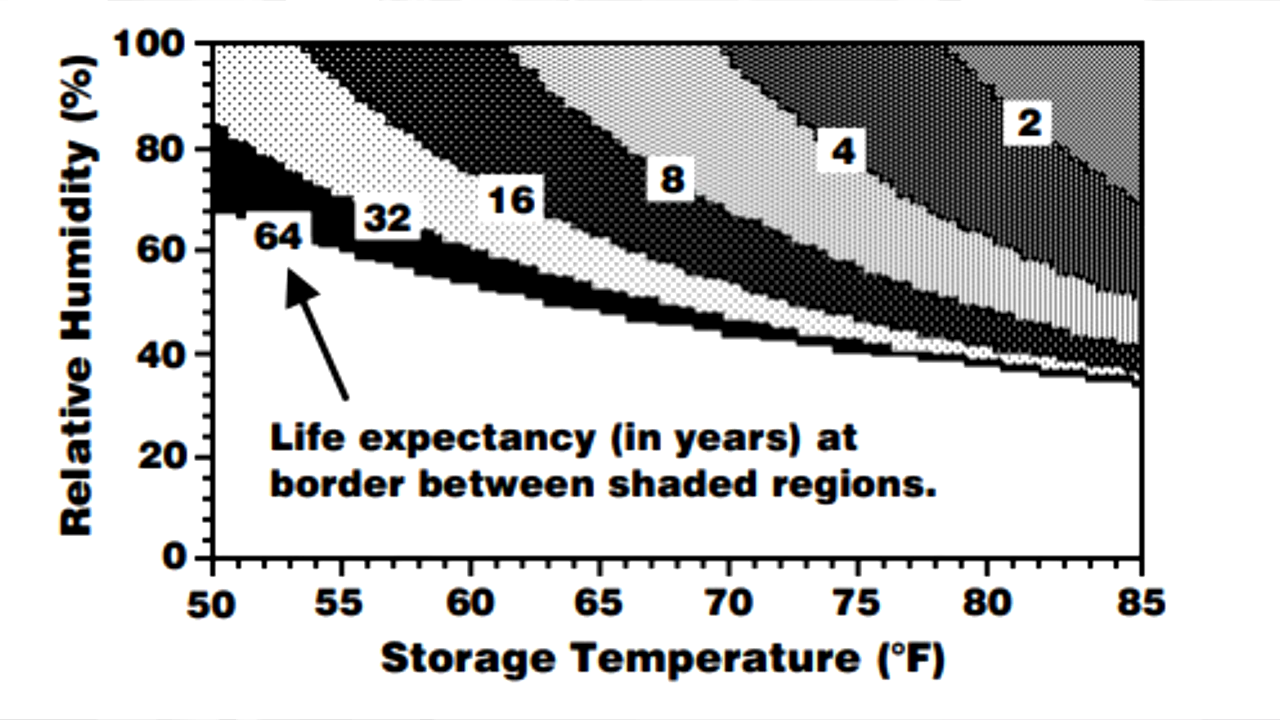 Relative Humidity (%)
100
80
60
40
20
0
64
32
16
8
4
2
Life expectancy (in years) at
border between shaded regions.
50 55 60 65 70 75 80 85
Storage Temperature (°F)